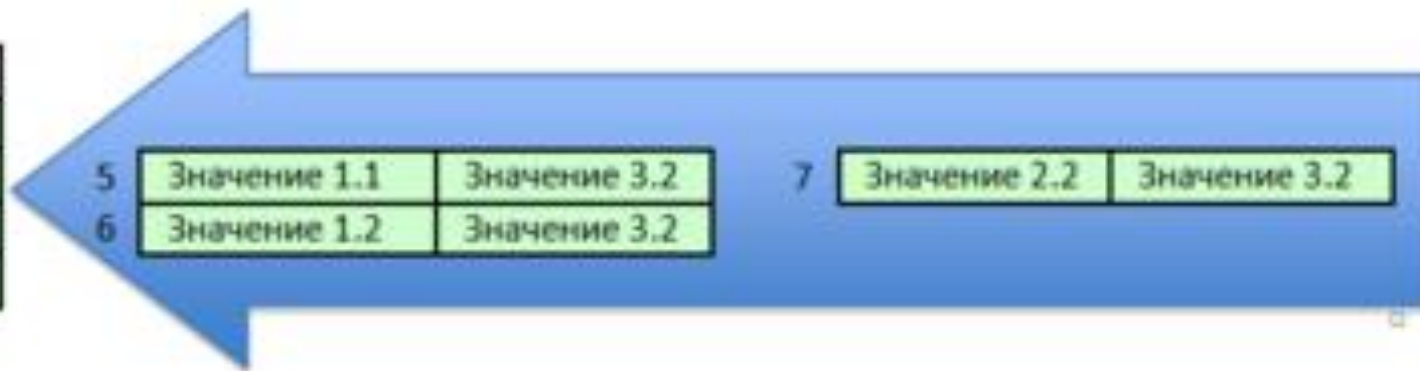 5 Значение 1.1 Значение 3.2
6 Значение 1.2 Значение 3.2
7 Значение 2.2 Значение 3.2